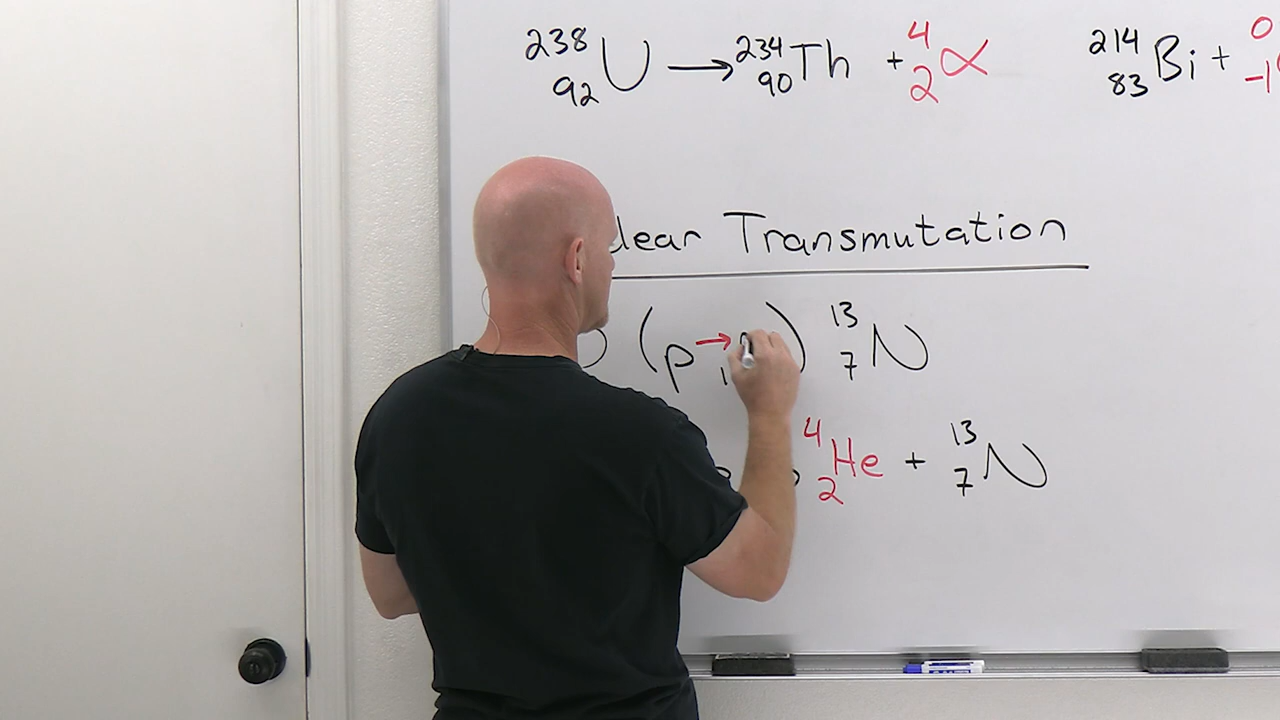 238 92 U → 234 90 Th + 4 2 α 214 83 Bi + 0 -1
lear Transmutation
(p → ) 13 7 N
4 2 He + 13 7 N